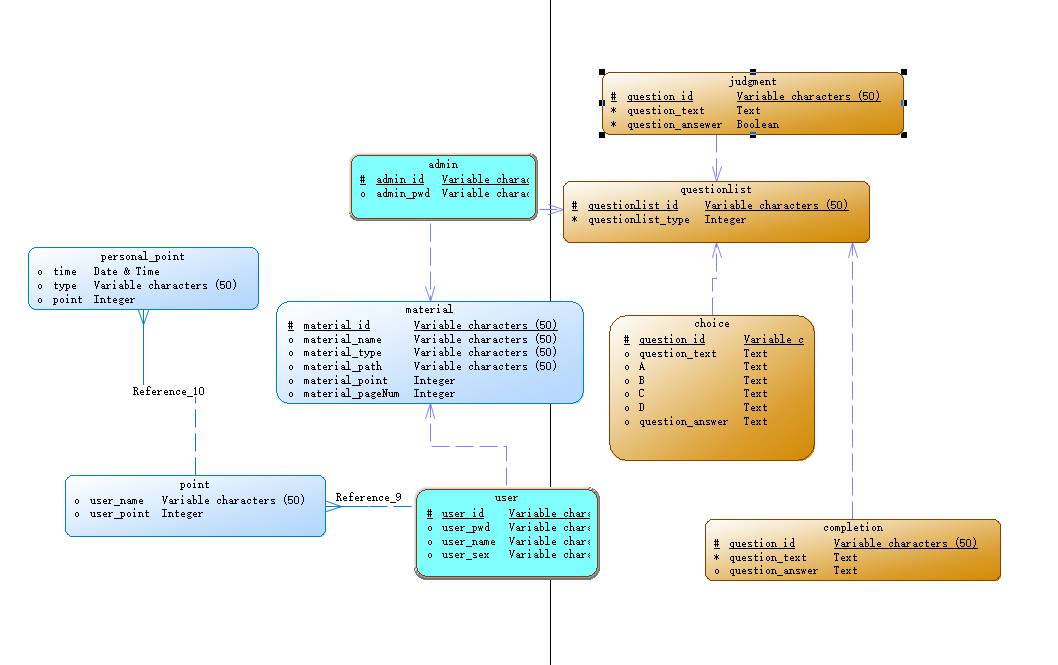 judgment
# question_id Variable characters (50)
* question_text Text
* question_ansewer Boolean
admin
# admin_id Variable charac
o admin_pwd Variable charac
questionlist
# questionlist_id Variable characters (50)
* questionlist_type Integer
personal_point
o time Date & Time
o type Variable characters (50)
o point Integer
material
# material_id Variable characters (50)
o material_name Variable characters (50)
o material_type Variable characters (50)
o material_path Variable characters (50)
o material_point Integer
o material_pageNum Integer
choice
# question_id Variable c
o question_text Text
o A Text
o B Text
o C Text
o D Text
o question_answer Text
Reference_10
point
o user_name Variable characters (50)
o user_point Integer
Reference_9
user
# user_id Variable chara
o user_pwd Variable chara
o user_name Variable chara
o user_sex Variable chara
completion
# question_id Variable characters (50)
* question_text Text
o question_answer Text